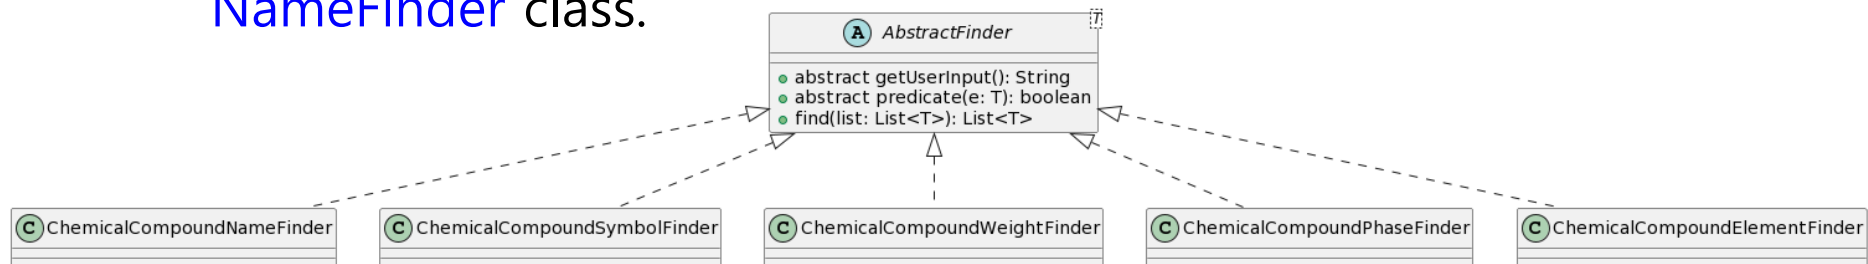 NameFinder class.
T
A AbstractFinder
abstract getUserInput(): String
abstract predicate(e: T): boolean
find(list: List<T>): List<T>
C ChemicalCompoundNameFinder
C ChemicalCompoundSymbolFinder
C ChemicalCompoundWeightFinder
C ChemicalCompoundPhaseFinder
C ChemicalCompoundElementFinder